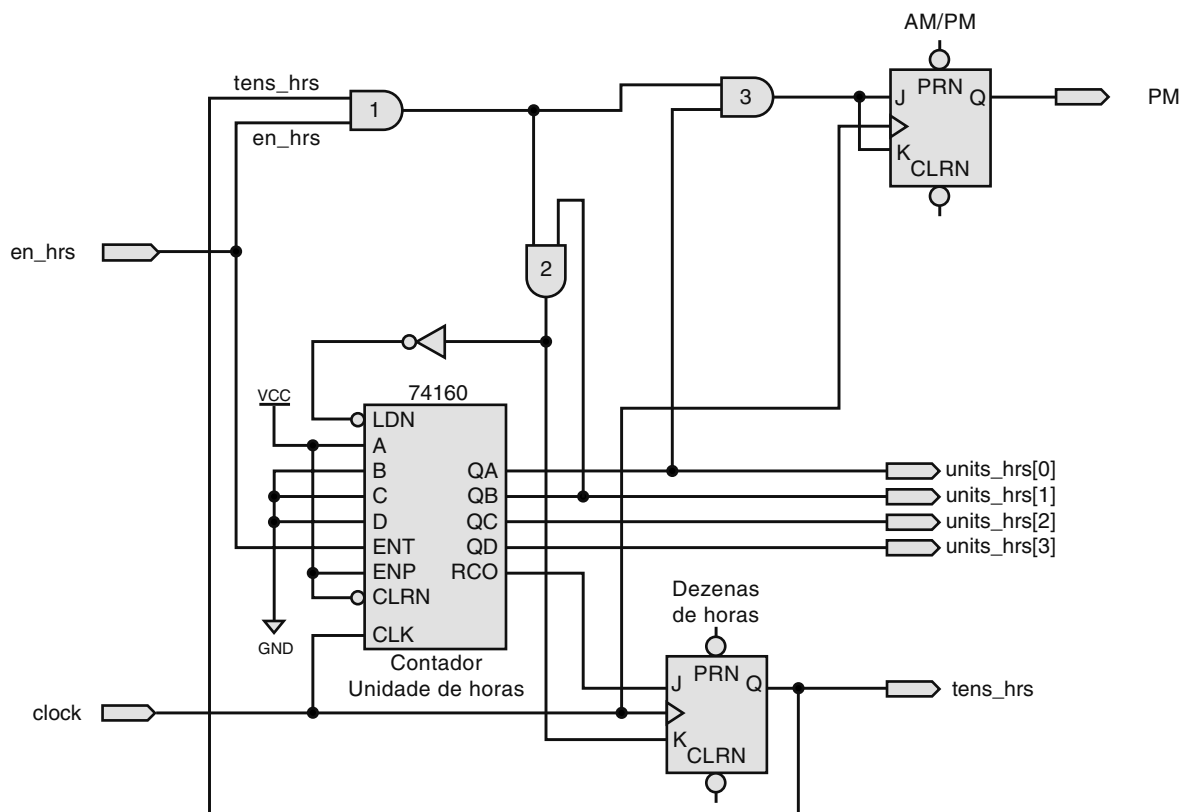 AM/PM
tens_hrs
1
3
J
PRN
Q
PM
en_hrs
K
CLRN
en_hrs
2
VCC
74160
LDN
A
B
QA
units_hrs[0]
C
QB
units_hrs[1]
D
QC
units_hrs[2]
ENT
QD
units_hrs[3]
ENP
RCO
CLRN
Dezenas
de horas
GND
CLK
Contador
Unidade de horas
PRN
J
Q
tens_hrs
clock
K
CLRN